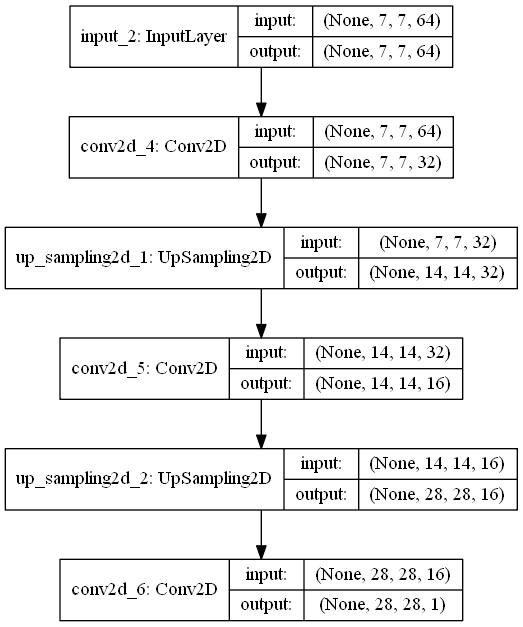 input_2: InputLayer
input: (None, 7, 7, 64)
output: (None, 7, 7, 64)
conv2d_4: Conv2D
input: (None, 7, 7, 64)
output: (None, 7, 7, 32)
up_sampling2d_1: UpSampling2D
input: (None, 7, 7, 32)
output: (None, 14, 14, 32)
conv2d_5: Conv2D
input: (None, 14, 14, 32)
output: (None, 14, 14, 16)
up_sampling2d_2: UpSampling2D
input: (None, 14, 14, 16)
output: (None, 28, 28, 16)
conv2d_6: Conv2D
input: (None, 28, 28, 16)
output: (None, 28, 28, 1)